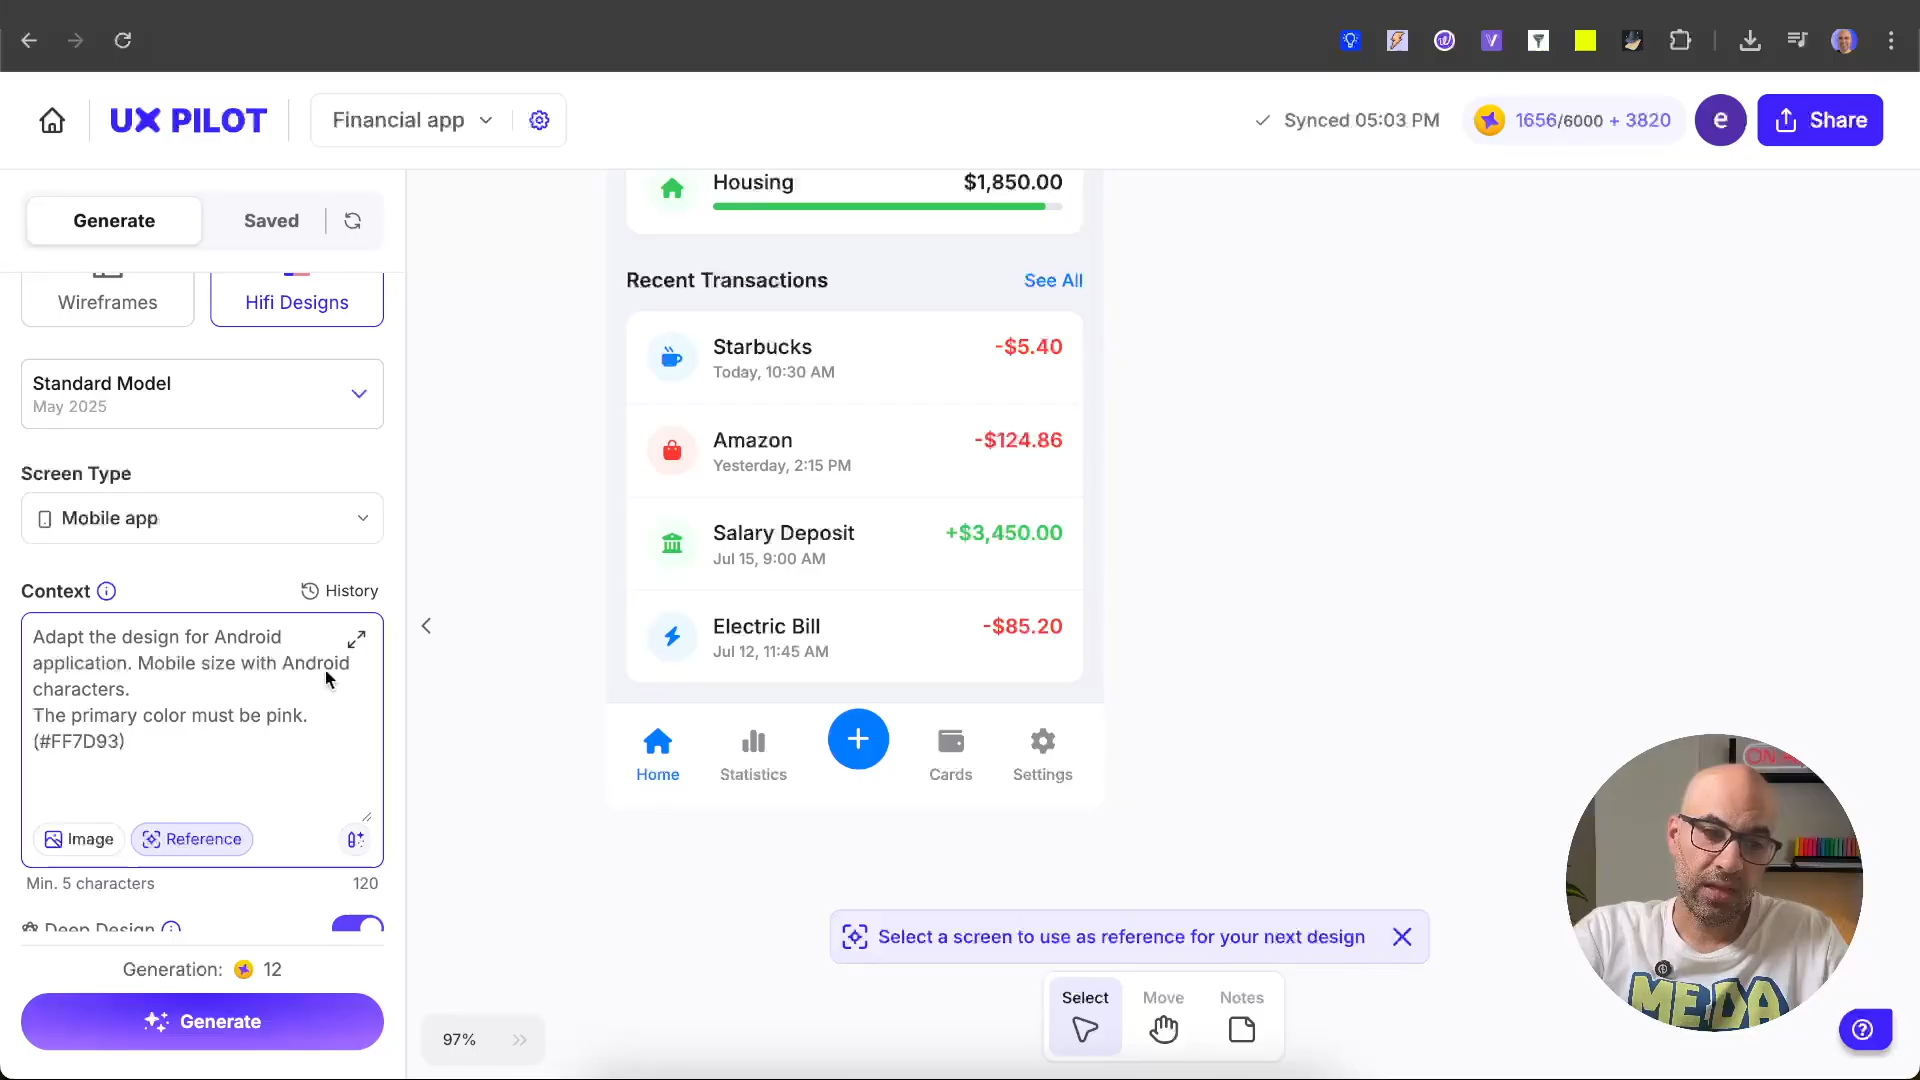 UX PILOT
Financial app
Synced 05:03 PM
1656/6000 + 3820
e
Share
Generate
Saved
Wireframes
Hifi Designs
Standard Model
May 2025
Screen Type
Mobile app
Context
History
Adapt the design for Android
application. Mobile size with Android
characters.
The primary color must be pink.
(#FF7D93)
Image
Reference
Min. 5 characters
120
Deep Design
Generation:
12
Generate
Housing
$1,850.00
Recent Transactions
See All
Starbucks
-$5.40
Today, 10:30 AM
Amazon
-$124.86
Yesterday, 2:15 PM
Salary Deposit
+$3,450.00
Jul 15, 9:00 AM
Electric Bill
-$85.20
Jul 12, 11:45 AM
Home
Statistics
Cards
Settings
Select a screen to use as reference for your next design
Select
Move
Notes
97%
ON